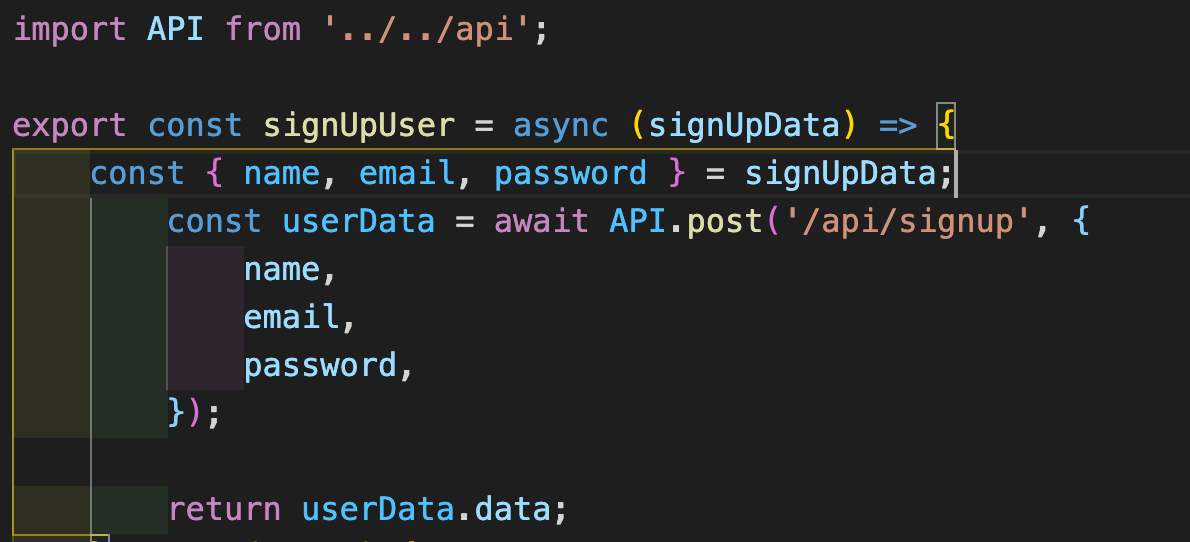 import API from '../../api';
export const signUpUser = async (signUpData) => {
const { name, email, password } = signUpData;
const userData = await API.post('/api/signup', {
name,
email,
password,
});
return userData.data;